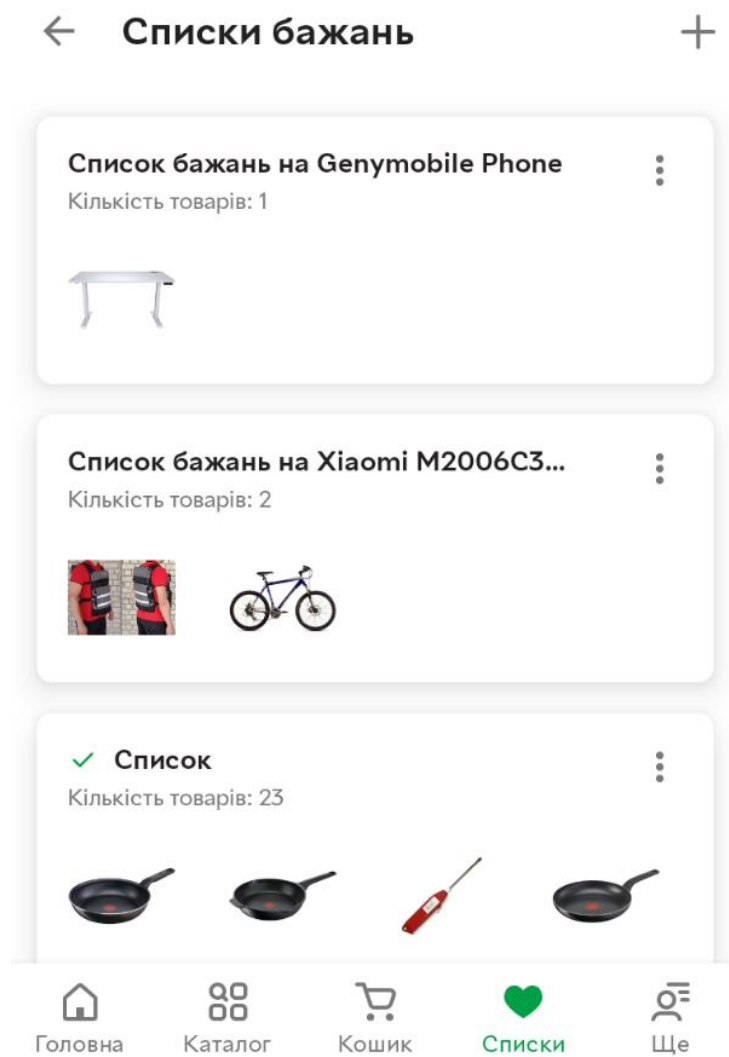 Списки бажань
Список бажань на Genymobile Phone
Кількість товарів: 1
Список бажань на Xiaomi M2006C3...
Кількість товарів: 2
Список
Кількість товарів: 23
Головна
Каталог
Кошик
Списки
Ще